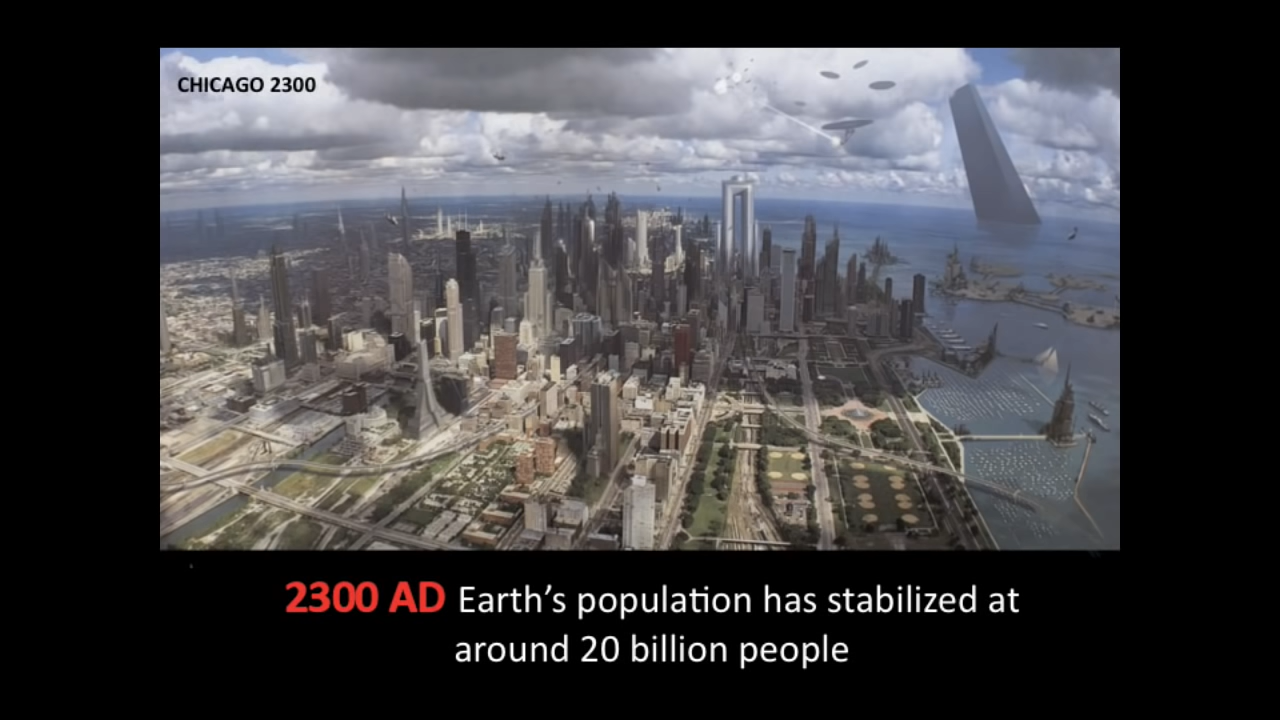 CHICAGO 2300
2300 AD Earth's population has stabilized at
around 20 billion people